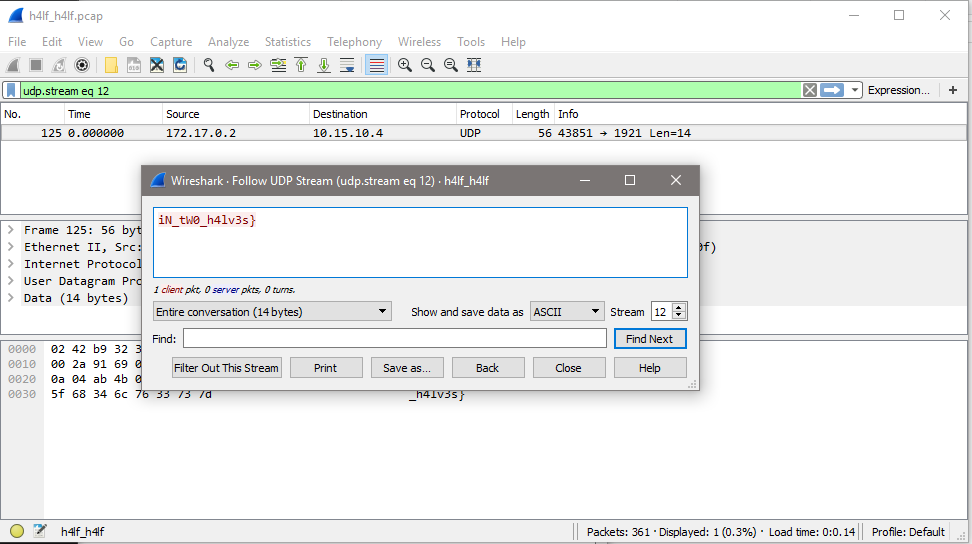 h4lf_h4lf.pcap
File Edit View Go Capture Analyze Statistics Telephony Wireless Tools Help
udp.stream eq 12 Expression... +
No. Time Source Destination Protocol Length Info
125 0.000000 172.17.0.2 10.15.10.4 UDP 56 43851 → 1921 Len=14
Wireshark · Follow UDP Stream (udp.stream eq 12) · h4lf_h4lf
iN_tW0_h4lv3s}
1 client pkt, 0 server pkts, 0 turns.
Entire conversation (14 bytes) Show and save data as ASCII Stream 12
Find: Find Next
Filter Out This Stream Print Save as... Back Close Help
Frame 125: 56 byt
Ethernet II, Src: 0f)
Internet Protocol
User Datagram Pro
Data (14 bytes)
0000 02 42 b9 32 3
0010 00 2a 91 69 0
0020 0a 04 ab 4b 0
0030 5f 68 34 6c 76 33 73 7d _h4lv3s}
h4lf_h4lf Packets: 361 · Displayed: 1 (0.3%) · Load time: 0:0.14 Profile: Default